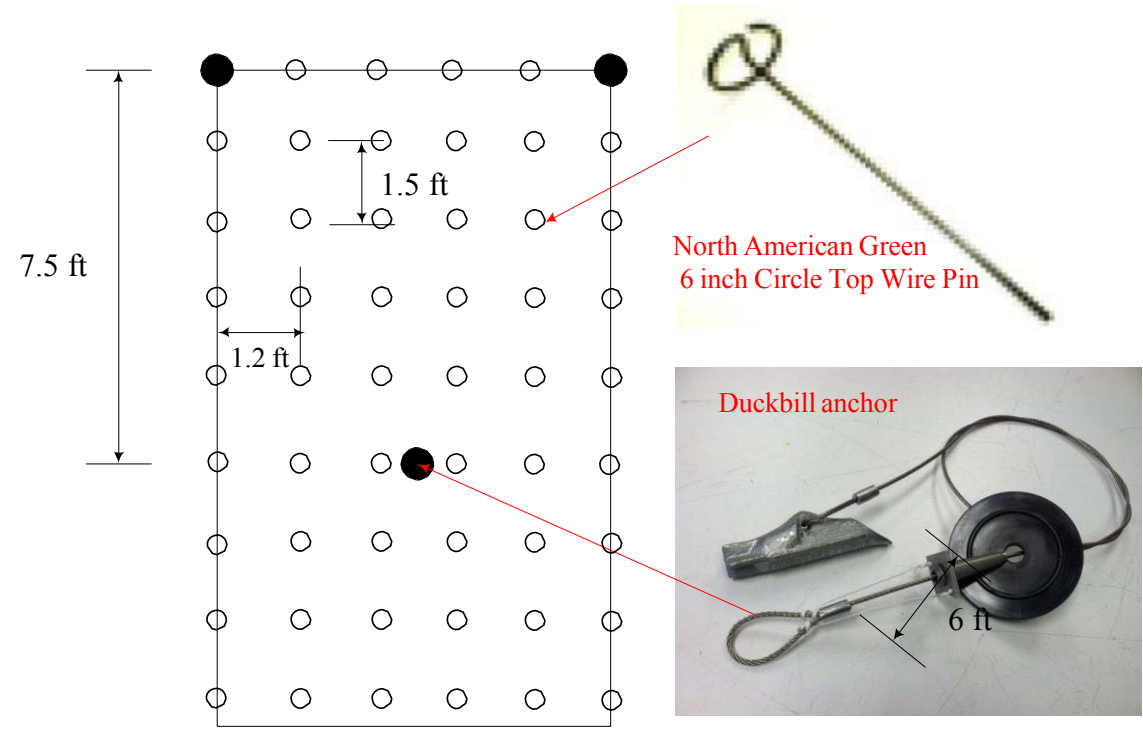 7.5 ft
1.5 ft
1.2 ft
North American Green
6 inch Circle Top Wire Pin
Duckbill anchor
6 ft